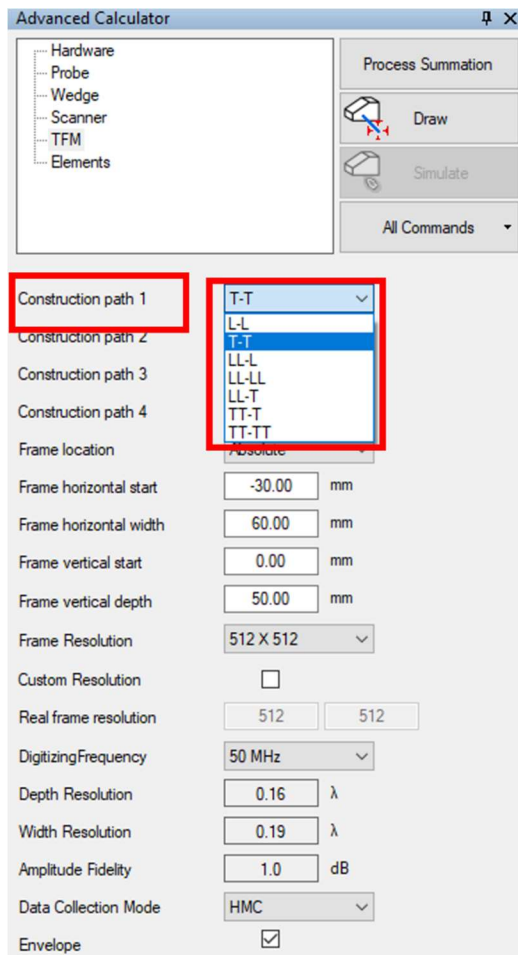 Advanced Calculator
Hardware
Probe
Wedge
Scanner
TFM
Elements
Process Summation
Draw
Simulate
All Commands
Construction path 1 T-T
L-L
Construction path 2 T-T
LL-L
Construction path 3 LL-LL
LL-T
Construction path 4 TT-T
TT-TT
Frame location Absolute
Frame horizontal start -30.00 mm
Frame horizontal width 60.00 mm
Frame vertical start 0.00 mm
Frame vertical depth 50.00 mm
Frame Resolution 512 X 512
Custom Resolution
Real frame resolution 512 512
DigitizingFrequency 50 MHz
Depth Resolution 0.16 λ
Width Resolution 0.19 λ
Amplitude Fidelity 1.0 dB
Data Collection Mode HMC
Envelope